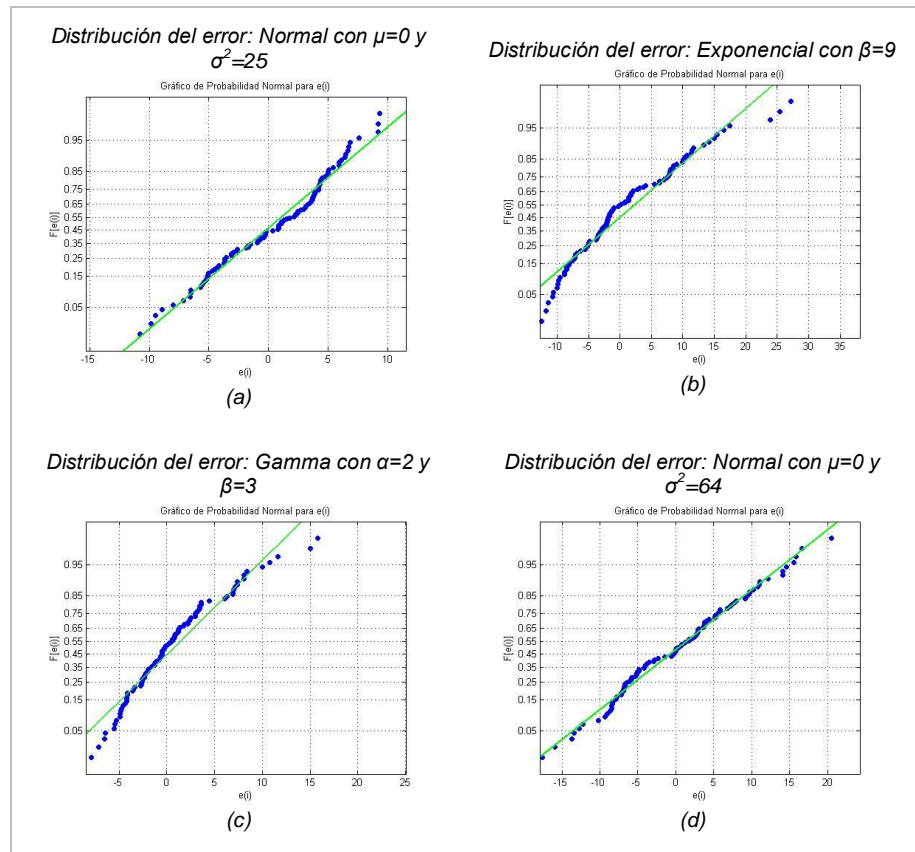 Distribución del error: Normal con μ=0 y
σ²=25
Gráfico de Probabilidad Normal para e(i)
0.95
0.85
0.75
0.65
0.55
0.45
0.35
0.25
0.15
0.05
F[e(i)]
-15 -10 -5 0 5 10
e(i)
(a)
Distribución del error: Exponencial con β=9
Gráfico de Probabilidad Normal para e(i)
0.95
0.85
0.75
0.65
0.55
0.45
0.35
0.25
0.15
0.05
F[e(i)]
-10 -5 0 5 10 15 20 25 30 35
e(i)
(b)
Distribución del error: Gamma con α=2 y
β=3
Gráfico de Probabilidad Normal para e(i)
0.95
0.85
0.75
0.65
0.55
0.45
0.35
0.25
0.15
0.05
F[e(i)]
-5 0 5 10 15 20 25
e(i)
(c)
Distribución del error: Normal con μ=0 y
σ²=64
Gráfico de Probabilidad Normal para e(i)
0.95
0.85
0.75
0.65
0.55
0.45
0.35
0.25
0.15
0.05
F[e(i)]
-15 -10 -5 0 5 10 15 20
e(i)
(d)